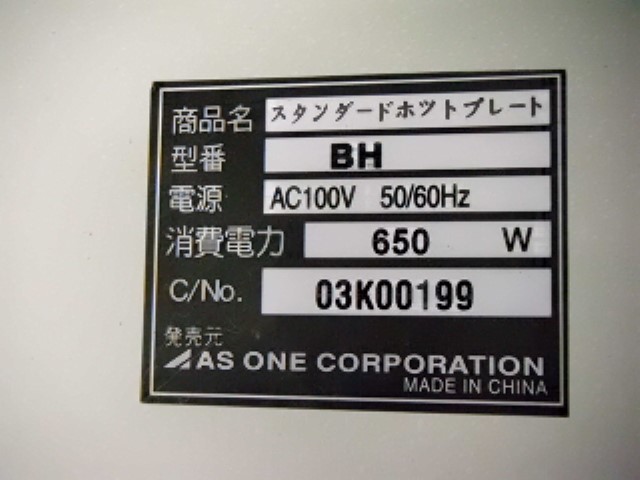 商品名 スタンダードホツトプレート
型番 BH
電源 AC100V 50/60Hz
消費電力 650 W
C/No. 03K00199
発売元
AS ONE CORPORATION
MADE IN CHINA